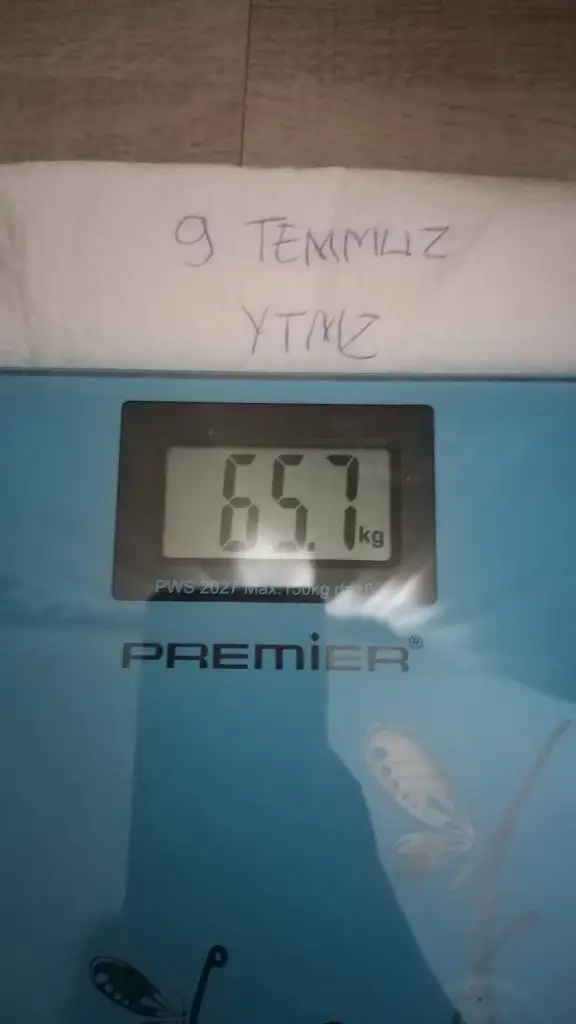 9 TEMMUZ
YTMZ
65.7 kg
PWS 2027 Max. 150kg
PREMiER®